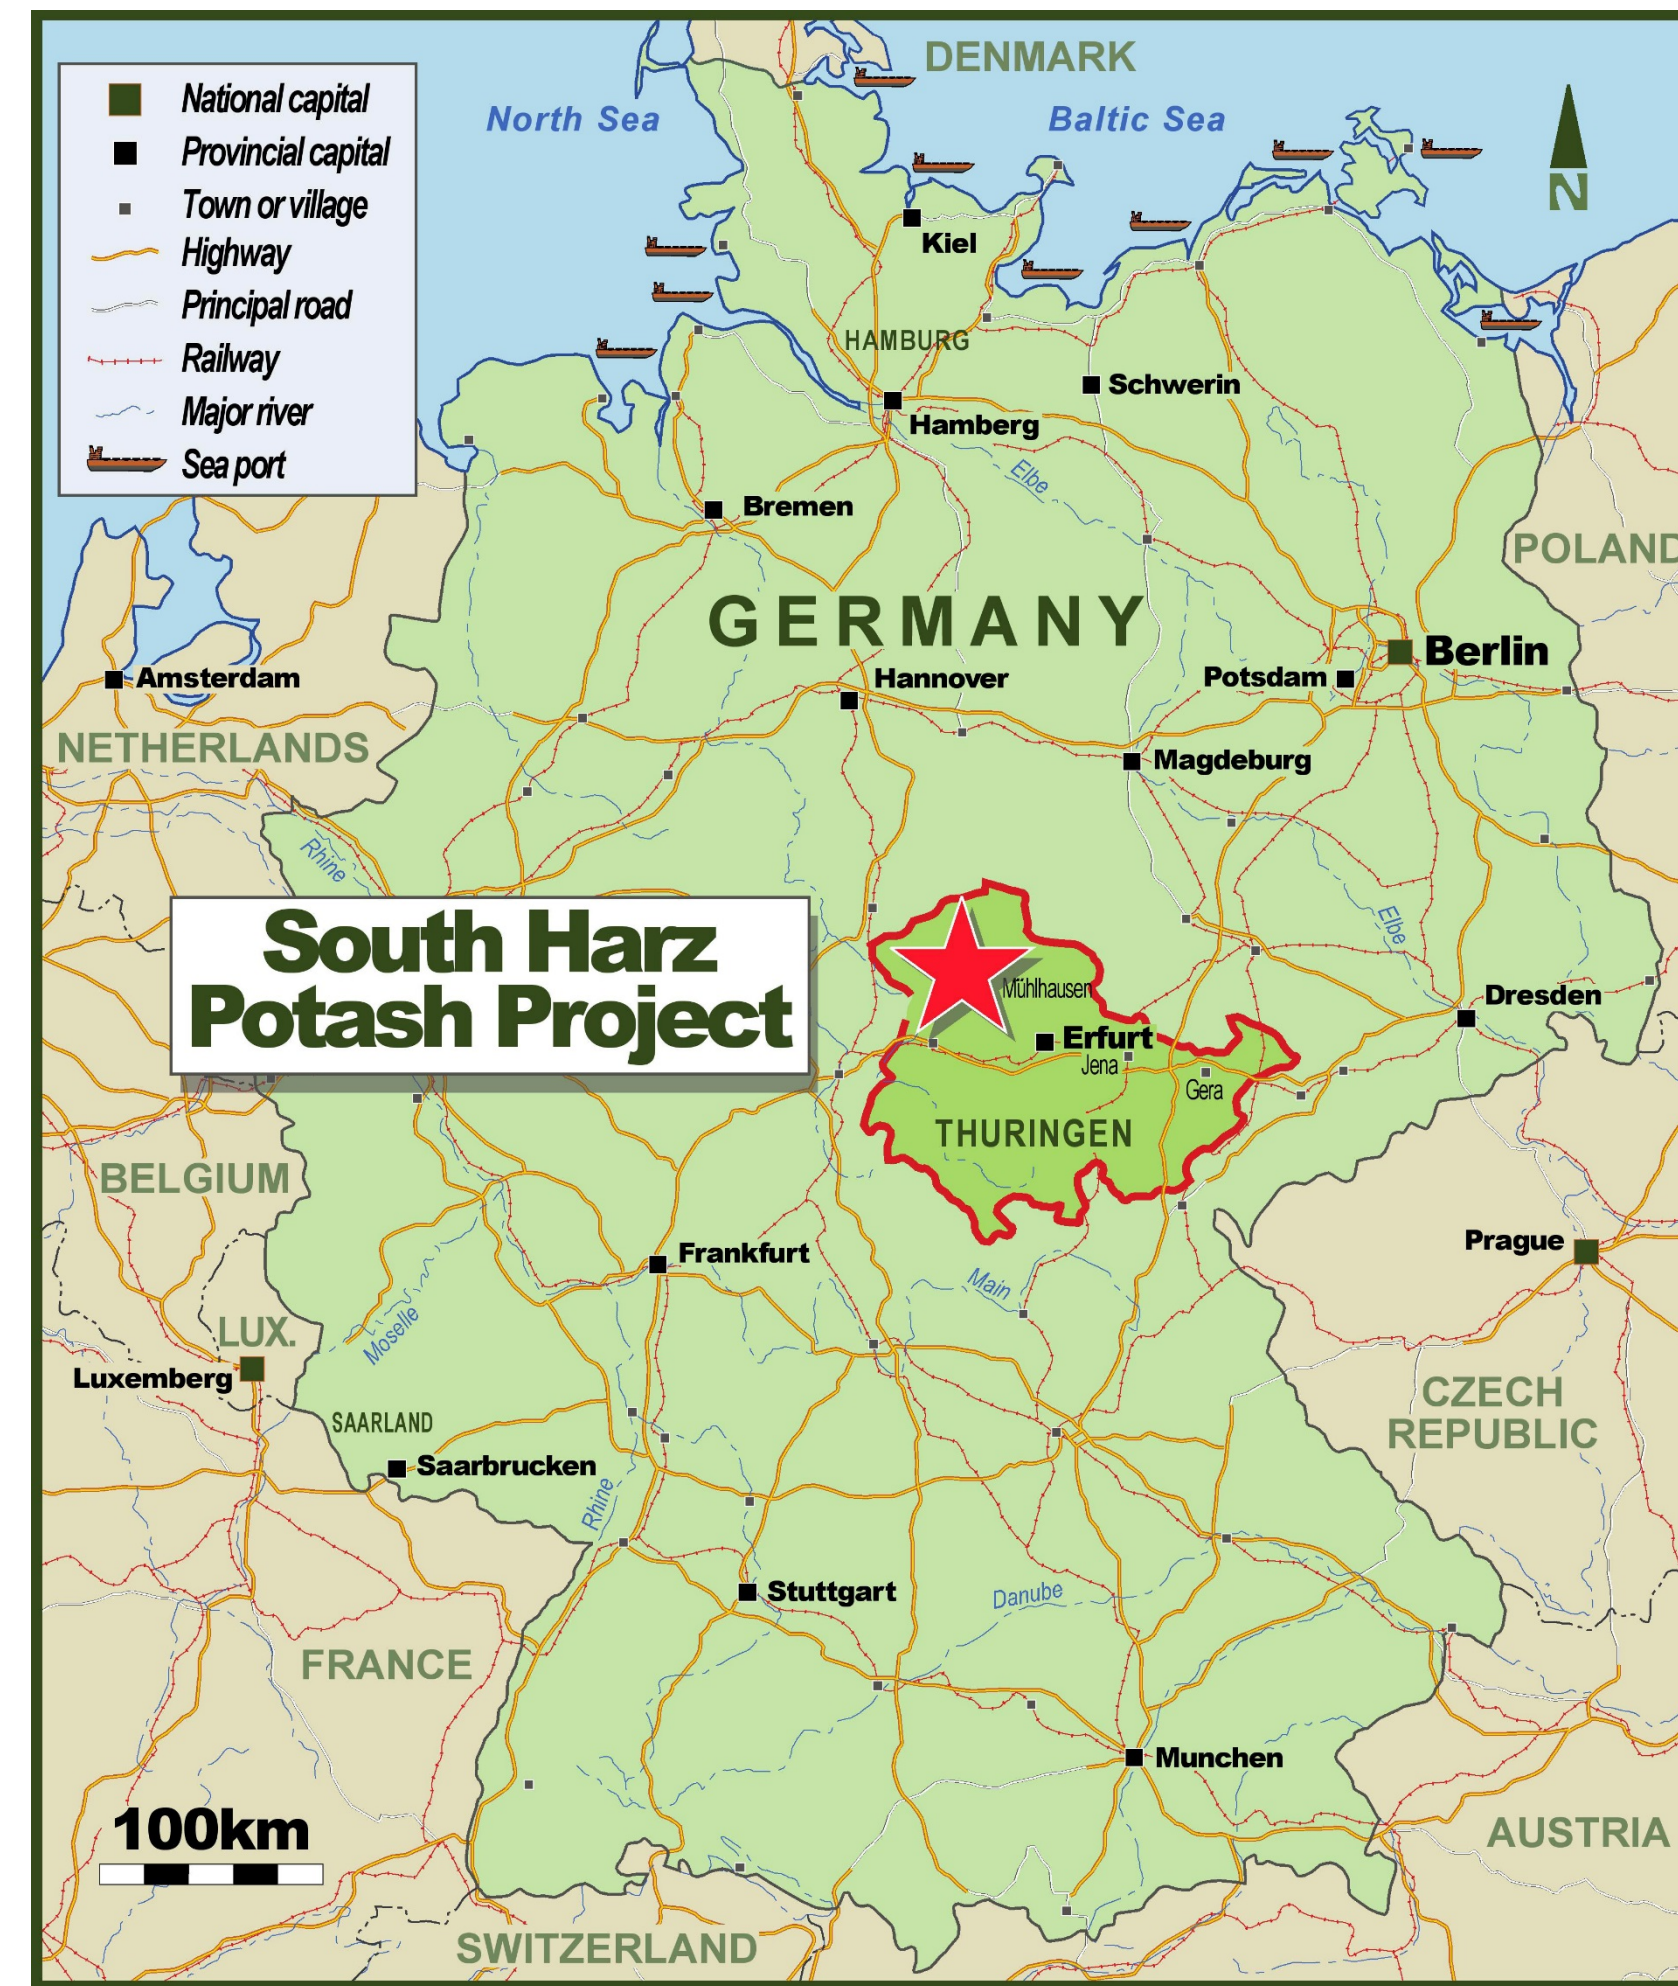 DENMARK
National capital
Provincial capital
Town or village
Highway
Principal road
Railway
Major river
Sea port
North Sea
Baltic Sea
N
Kiel
HAMBURG
Schwerin
Hamberg
Elbe
Bremen
POLAND
GERMANY
Berlin
Amsterdam
Hannover
Potsdam
NETHERLANDS
Magdeburg
Rhine
South Harz
Potash Project
Elbe
Mühlhausen
Dresden
Erfurt
Jena
Gera
THURINGEN
BELGIUM
Prague
Frankfurt
Main
Moselle
LUX.
Luxemberg
CZECH
REPUBLIC
SAARLAND
Saarbrucken
Rhine
Stuttgart
Danube
FRANCE
Munchen
100km
AUSTRIA
SWITZERLAND